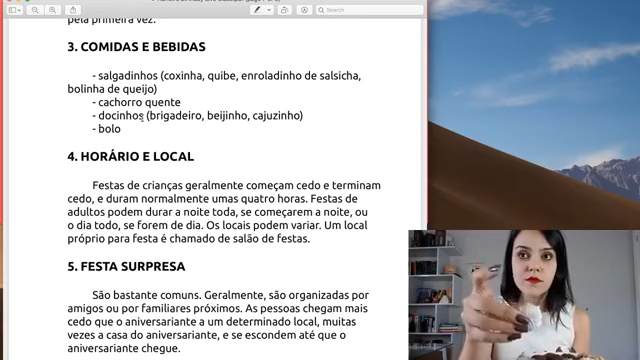 pela primeira vez.
3. COMIDAS E BEBIDAS
- salgadinhos (coxinha, quibe, enroladinho de salsicha,
bolinha de queijo)
- cachorro quente
- docinhos (brigadeiro, beijinho, cajuzinho)
- bolo
4. HORÁRIO E LOCAL
Festas de crianças geralmente começam cedo e terminam
cedo, e duram normalmente umas quatro horas. Festas de
adultos podem durar a noite toda, se começarem a noite, ou
o dia todo, se forem de dia. Os locais podem variar. Um local
próprio para festa é chamado de salão de festas.
5. FESTA SURPRESA
São bastante comuns. Geralmente, são organizadas por
amigos ou por familiares próximos. As pessoas chegam mais
cedo que o aniversariante a um determinado local, muitas
vezes a casa do aniversariante, e se escondem até que o
aniversariante chegue.
Search